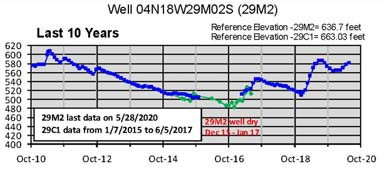 Well 04N18W29M02S (29M2)
Reference Elevation -29M2= 636.7 feet
Reference Elevation -29C1= 663.03 feet
Last 10 Years
620
600
580
560
540
520
500
480
460
440
420
400
29M2 last data on 5/28/2020
29C1 data from 1/7/2015 to 6/5/2017
29M2 well dry
Dec 15 - Jan 17
Oct-10
Oct-12
Oct-14
Oct-16
Oct-18
Oct-20